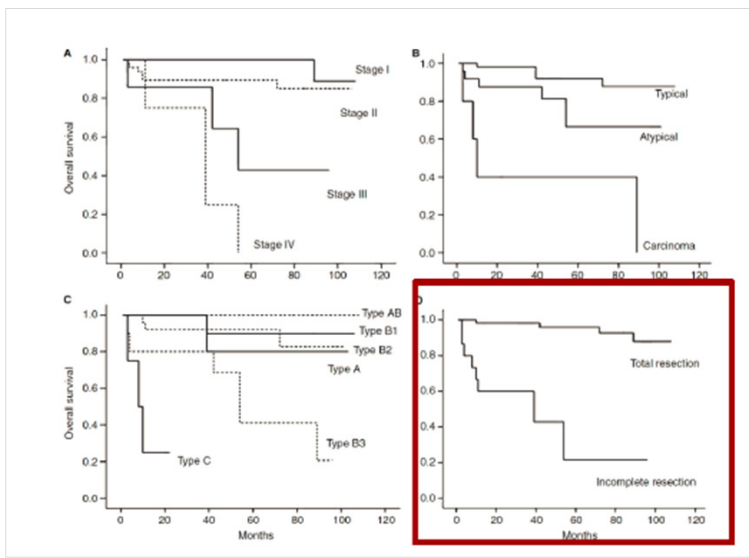 A
1.0
0.8
0.6
0.4
0.2
0.0
Overall survival
Stage I
Stage II
Stage III
Stage IV
0 20 40 60 80 100 120
B
1.0
0.8
0.6
0.4
0.2
0.0
Typical
Atypical
Carcinoma
0 20 40 60 80 100 120
C
1.0
0.8
0.6
0.4
0.2
0.0
Overall survival
Type AB
Type B1
Type B2
Type A
Type B3
Type C
0 20 40 60 80 100 120
Months
D
1.0
0.8
0.6
0.4
0.2
0.0
Total resection
Incomplete resection
0 20 40 60 80 100 120
Months